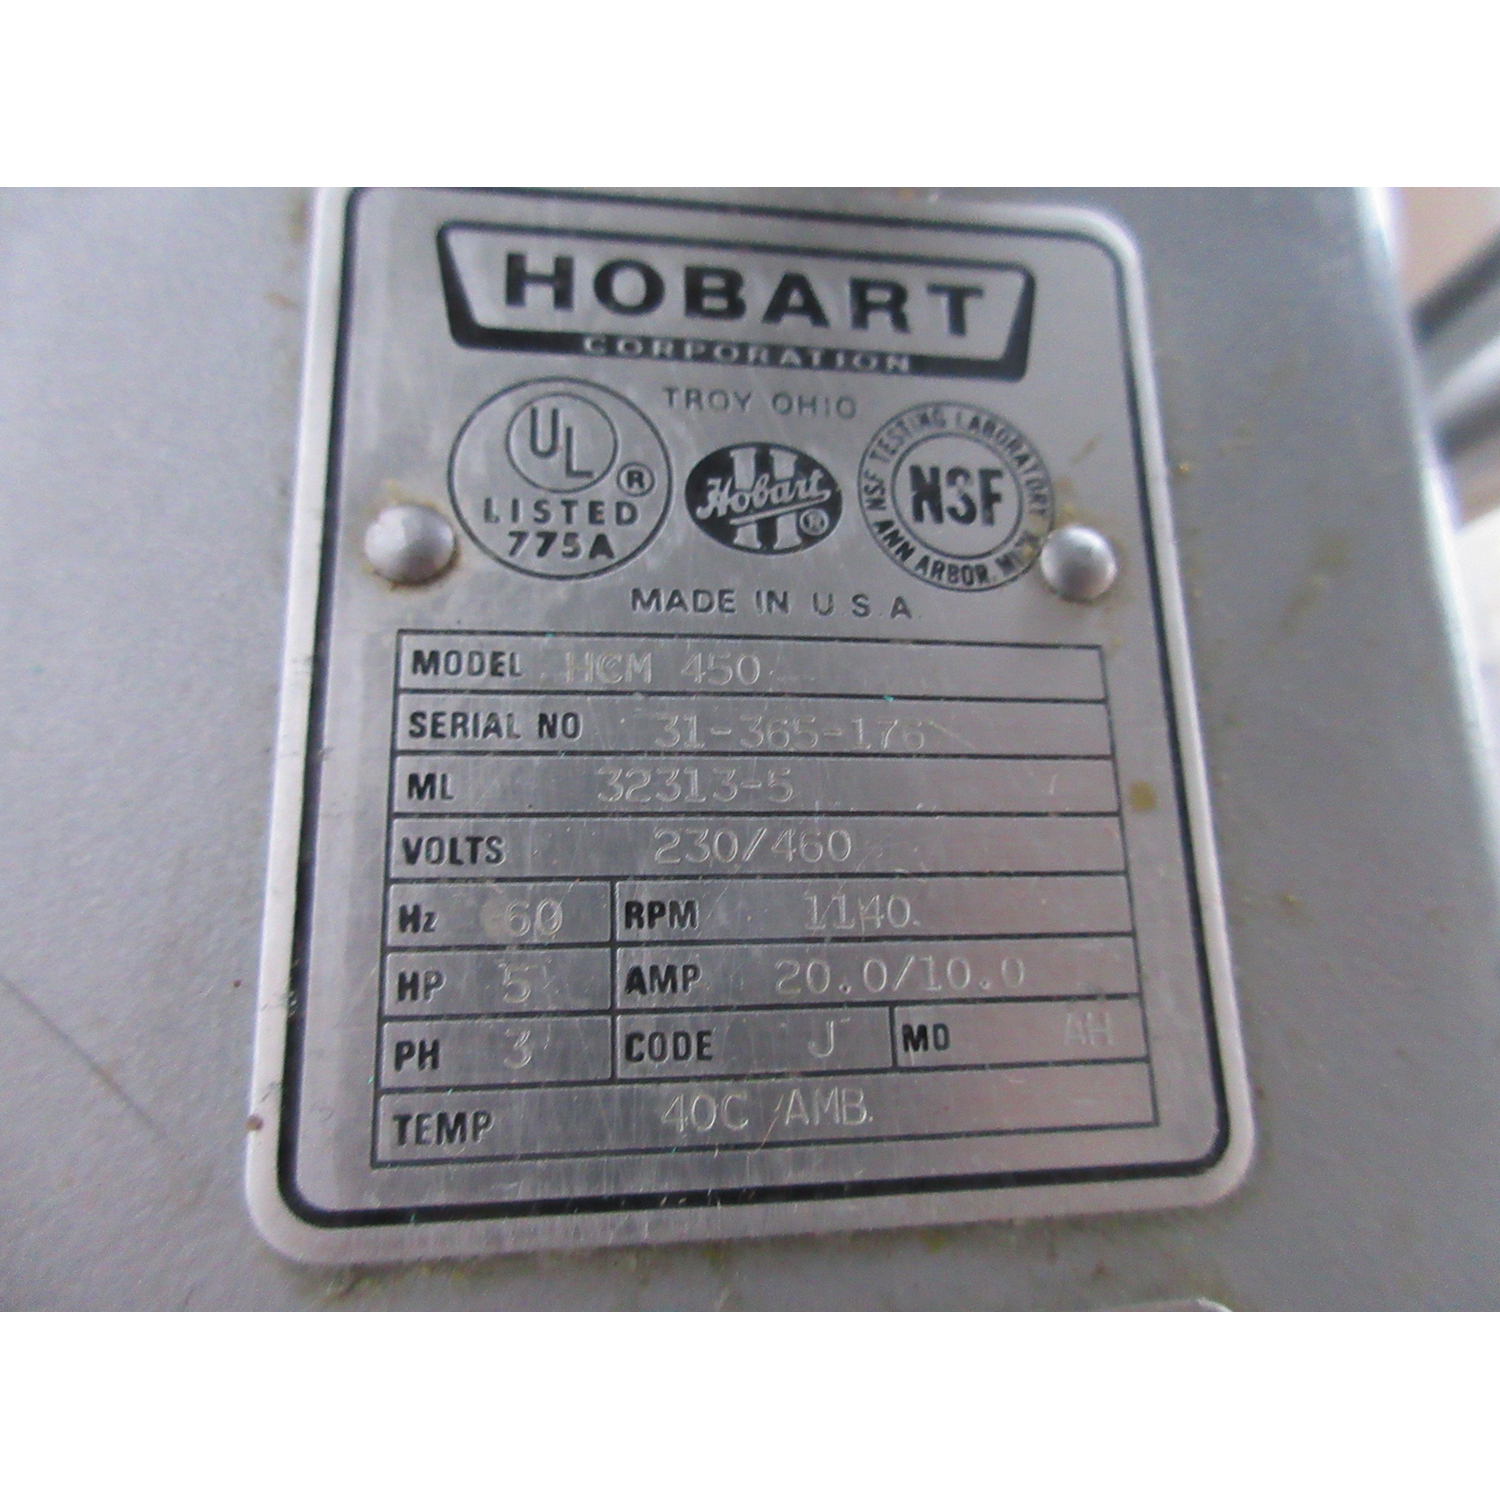 HOBART
CORPORATION
TROY OHIO
UL ®
LISTED
775A
Hobart ®
NSF TESTING LABORATORY
NSF
ANN ARBOR, MICH.
MADE IN U.S.A.
MODEL HCM 450
SERIAL NO 31-365-176
ML 32313-5
VOLTS 230/460
Hz 60 RPM 1140
HP 5 AMP 20.0/10.0
PH 3 CODE J MO AH
TEMP 40C AMB.